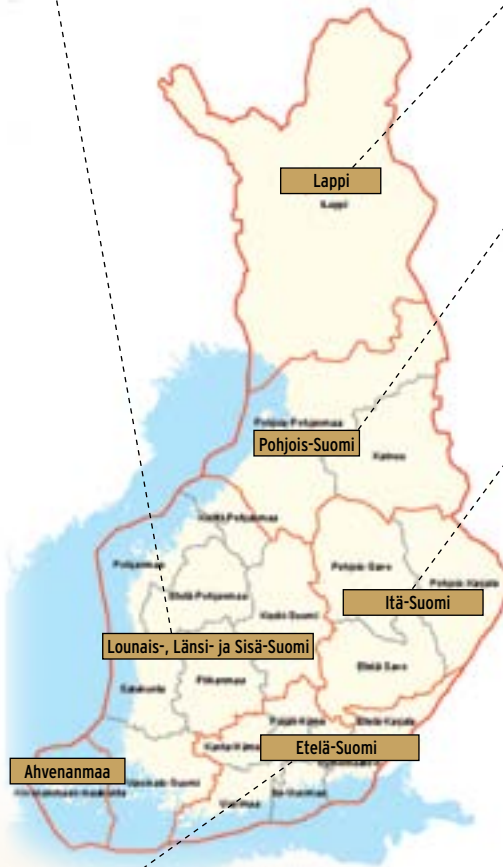 Lappi
Lappi
Pohjois-Pohjanmaa
Pohjois-Suomi
Kainuu
Keski-Pohjanmaa
Pohjanmaa
Pohjois-Savo
Pohjois-Karjala
Etelä-Pohjanmaa
Itä-Suomi
Keski-Suomi
Lounais-, Länsi- ja Sisä-Suomi
Etelä-Savo
Satakunta
Pirkanmaa
Etelä-Karjala
Kanta-Häme
Etelä-Suomi
Ahvenanmaa
Varsinais-Suomi
Uusimaa
Itä-Uusimaa